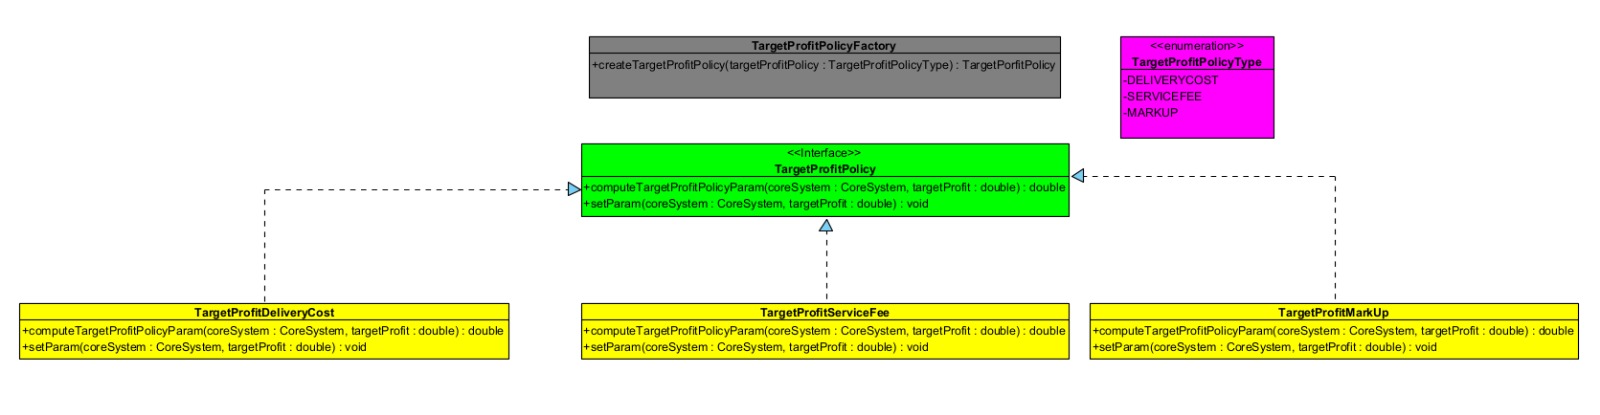 TargetProfitPolicyFactory
+createTargetProfitPolicy(targetProfitPolicy : TargetProfitPolicyType) : TargetPorfitPolicy
<<enumeration>>
TargetProfitPolicyType
-DELIVERYCOST
-SERVICEFEE
-MARKUP
<<Interface>>
TargetProfitPolicy
+computeTargetProfitPolicyParam(coreSystem : CoreSystem, targetProfit : double) : double
+setParam(coreSystem : CoreSystem, targetProfit : double) : void
TargetProfitDeliveryCost
+computeTargetProfitPolicyParam(coreSystem : CoreSystem, targetProfit : double) : double
+setParam(coreSystem : CoreSystem, targetProfit : double) : void
TargetProfitServiceFee
+computeTargetProfitPolicyParam(coreSystem : CoreSystem, targetProfit : double) : double
+setParam(coreSystem : CoreSystem, targetProfit : double) : void
TargetProfitMarkUp
+computeTargetProfitPolicyParam(coreSystem : CoreSystem, targetProfit : double) : double
+setParam(coreSystem : CoreSystem, targetProfit : double) : void